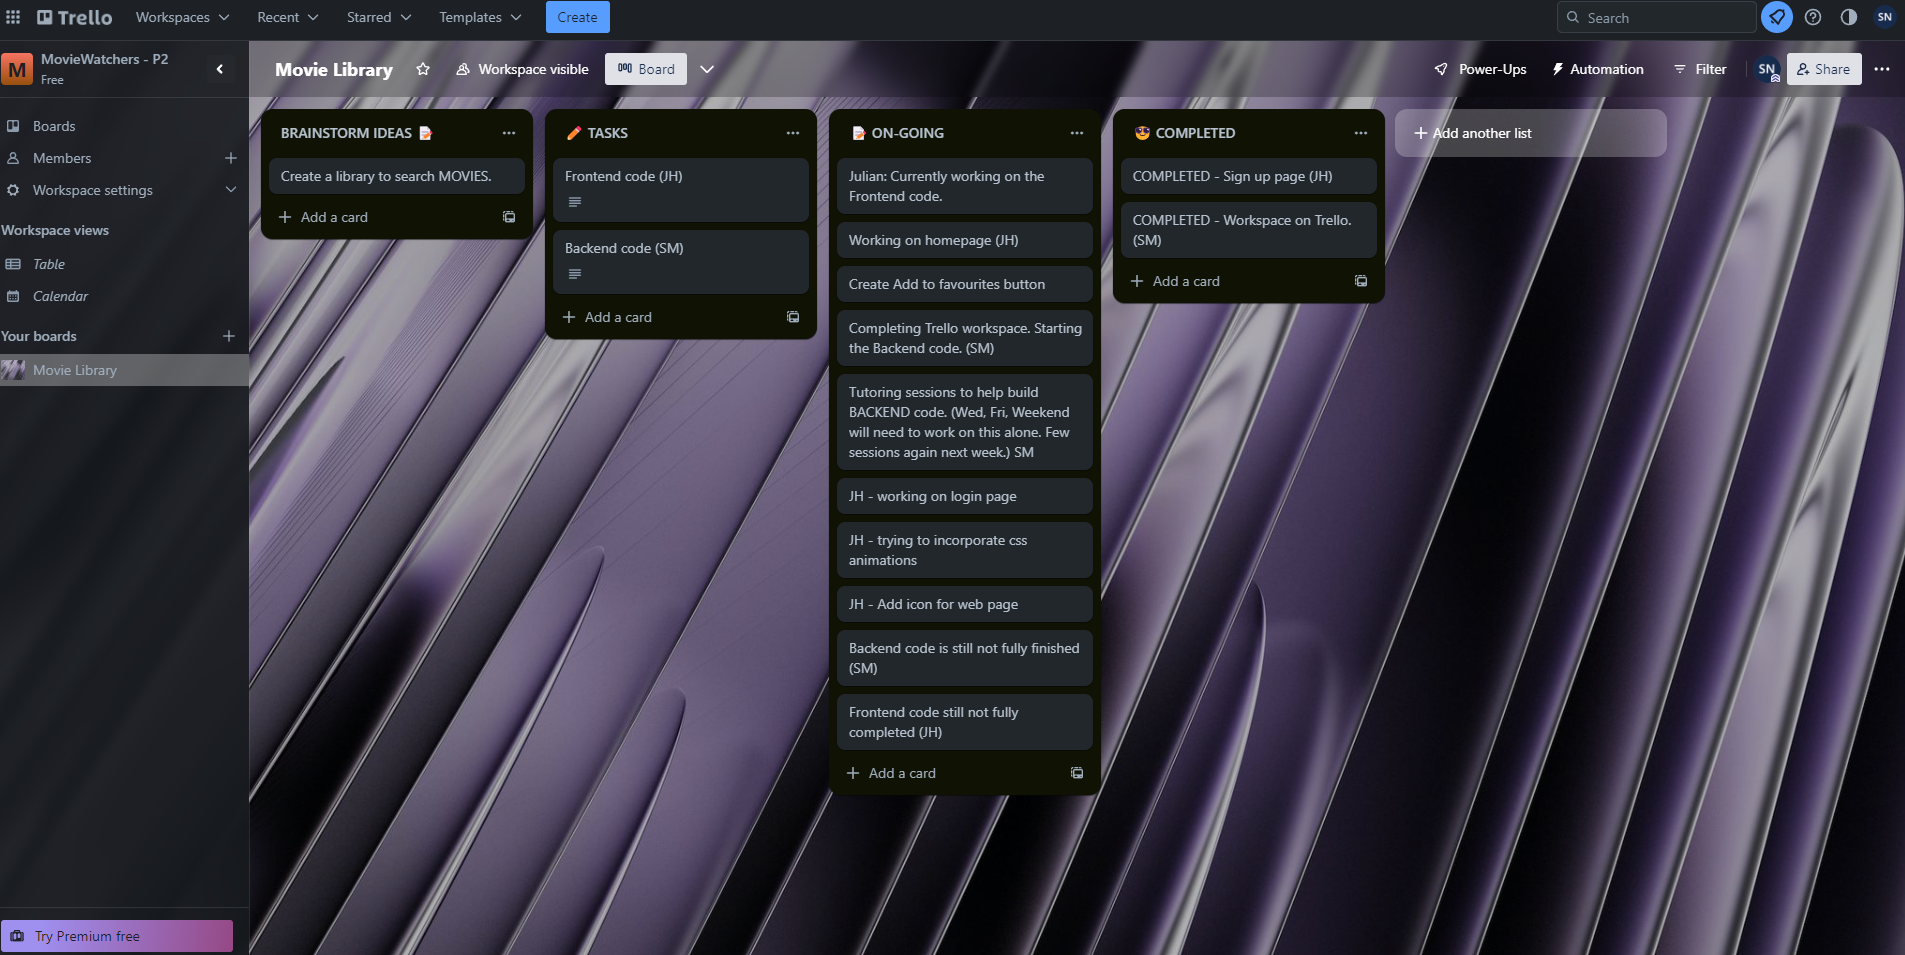 Trello
Workspaces
Recent
Starred
Templates
Create
Search
SN
M
MovieWatchers - P2
Free
Movie Library
Workspace visible
Board
Power-Ups
Automation
Filter
SN
Share
Boards
Members
Workspace settings
Workspace views
Table
Calendar
Your boards
Movie Library
Try Premium free
BRAINSTORM IDEAS
Create a library to search MOVIES.
Add a card
TASKS
Frontend code (JH)
Backend code (SM)
Add a card
ON-GOING
Julian: Currently working on the
Frontend code.
Working on homepage (JH)
Create Add to favourites button
Completing Trello workspace. Starting
the Backend code. (SM)
Tutoring sessions to help build
BACKEND code. (Wed, Fri, Weekend
will need to work on this alone. Few
sessions again next week.) SM
JH - working on login page
JH - trying to incorporate css
animations
JH - Add icon for web page
Backend code is still not fully finished
(SM)
Frontend code still not fully
completed (JH)
Add a card
COMPLETED
COMPLETED - Sign up page (JH)
COMPLETED - Workspace on Trello.
(SM)
Add a card
Add another list